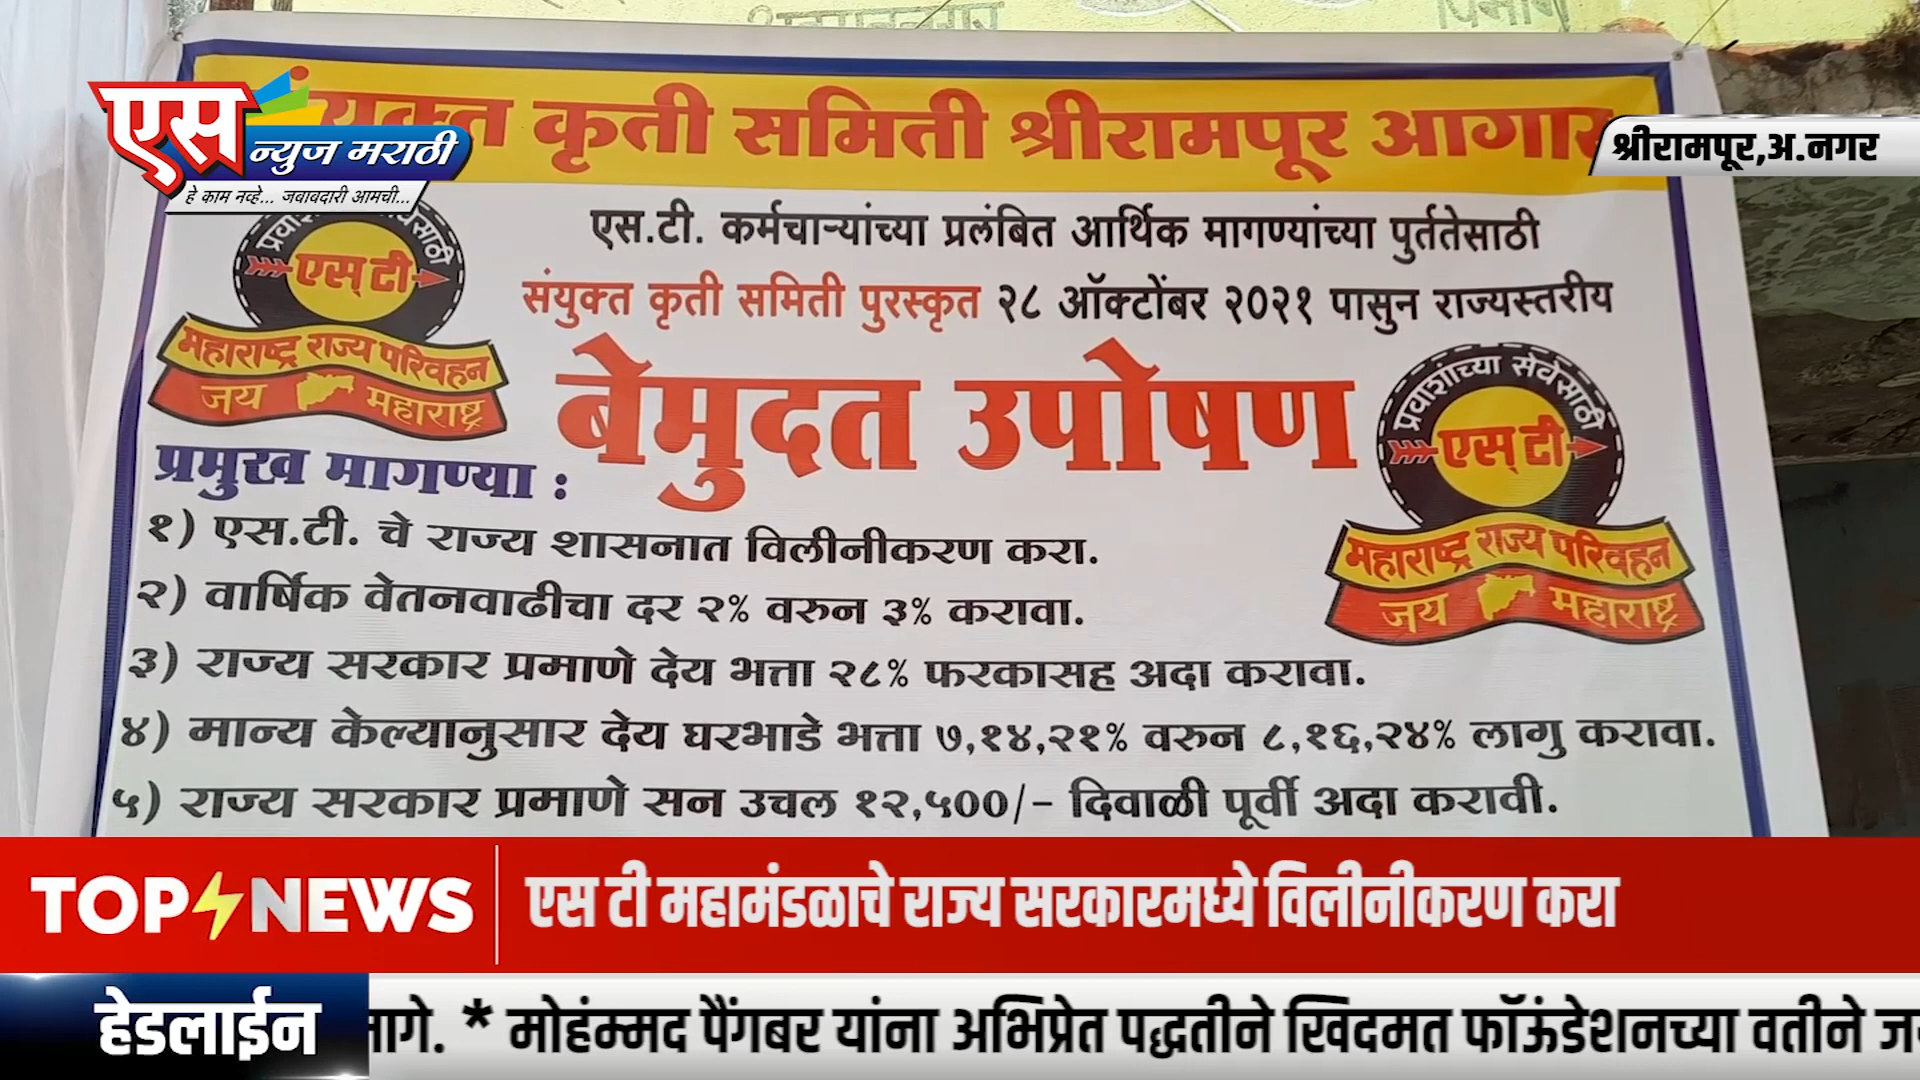 कृती समिती श्रीरामपूर आगार
एस न्युज मराठी
हे काम नव्हे... जवाबदारी आमची...
श्रीरामपूर,अ.नगर
एस.टी. कर्मचाऱ्यांच्या प्रलंबित आर्थिक मागण्यांच्या पुर्ततेसाठी
संयुक्त कृती समिती पुरस्कृत २८ ऑक्टोंबर २०२१ पासुन राज्यस्तरीय
बेमुदत उपोषण
एस् टी
महाराष्ट्र राज्य परिवहन
जय महाराष्ट्र
प्रवाशांच्या सेवेसाठी
एस् टी
महाराष्ट्र राज्य परिवहन
जय महाराष्ट्र
प्रमुख मागण्या :
१) एस.टी. चे राज्य शासनात विलीनीकरण करा.
२) वार्षिक वेतनवाढीचा दर २% वरुन ३% करावा.
३) राज्य सरकार प्रमाणे देय भत्ता २८% फरकासह अदा करावा.
४) मान्य केल्यानुसार देय घरभाडे भत्ता ७,१४,२१% वरुन ८,१६,२४% लागु करावा.
५) राज्य सरकार प्रमाणे सन उचल १२,५००/- दिवाळी पूर्वी अदा करावी.
TOP NEWS
एस टी महामंडळाचे राज्य सरकारमध्ये विलीनीकरण करा
हेडलाईन
* मोहंम्मद पैंगबर यांना अभिप्रेत पद्धतीने खिदमत फॉऊंडेशनच्या वतीने